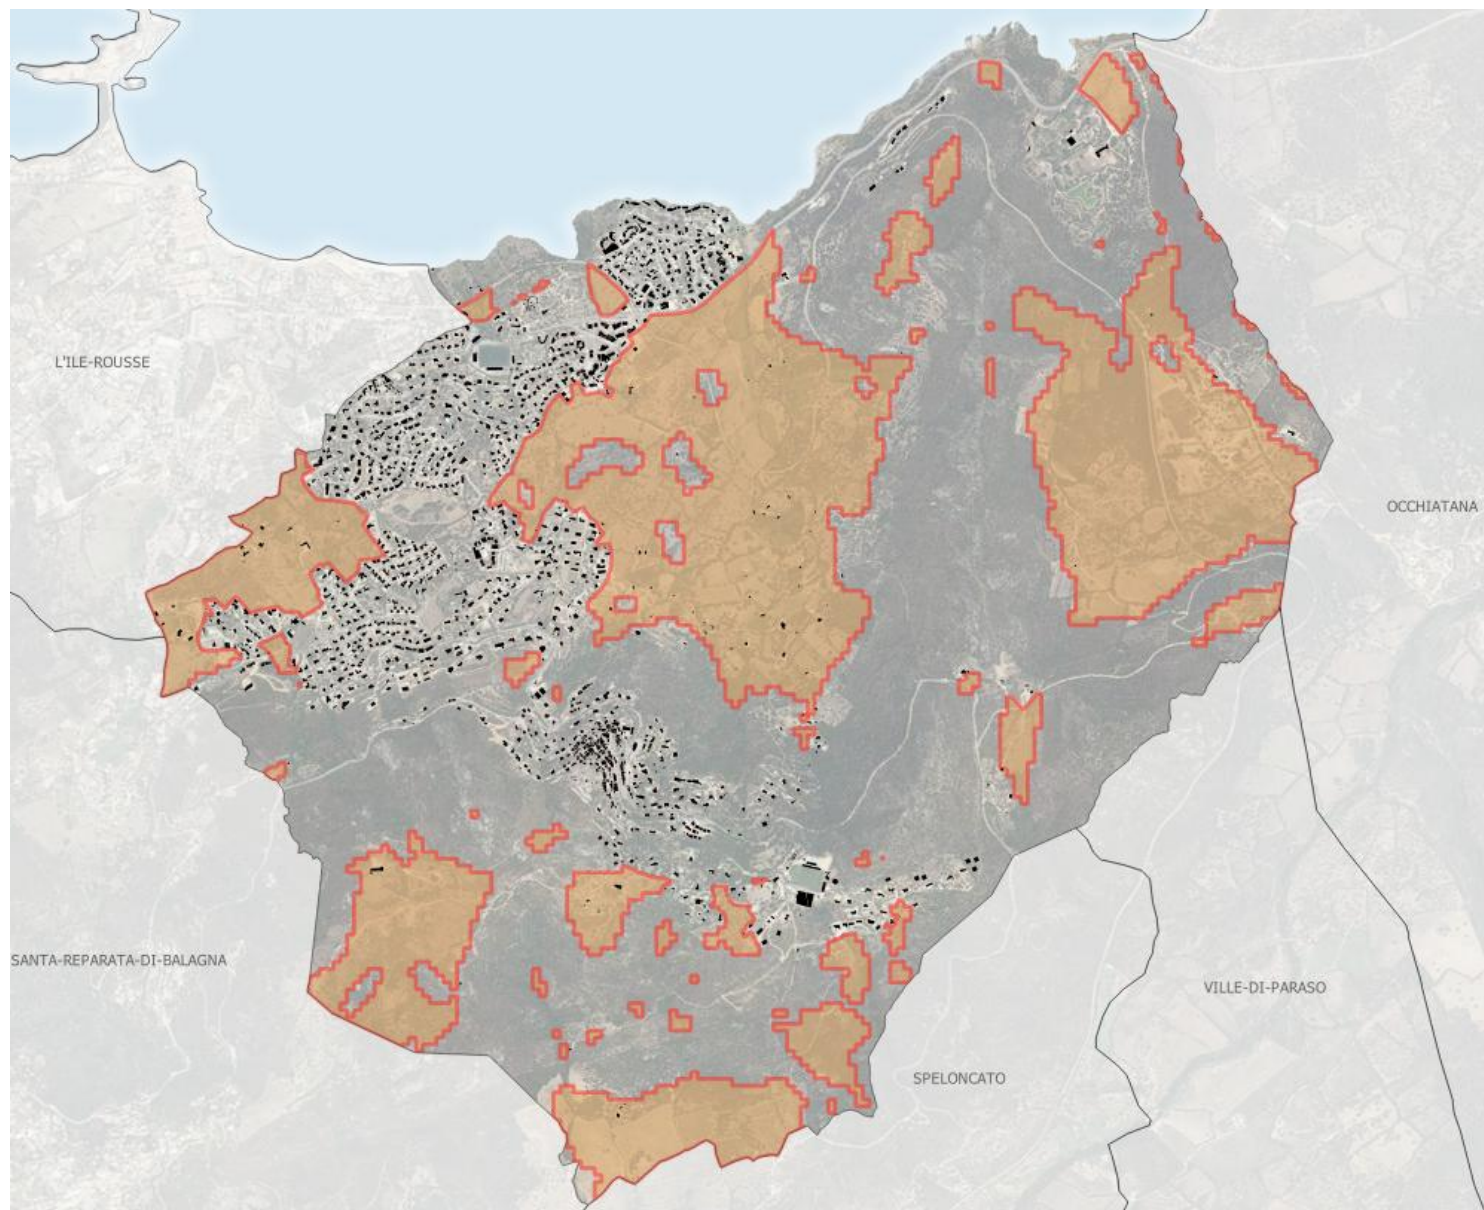 L'ILE-ROUSSE
OCCHIATANA
SANTA-REPARATA-DI-BALAGNA
VILLE-DI-PARASO
SPELONCATO